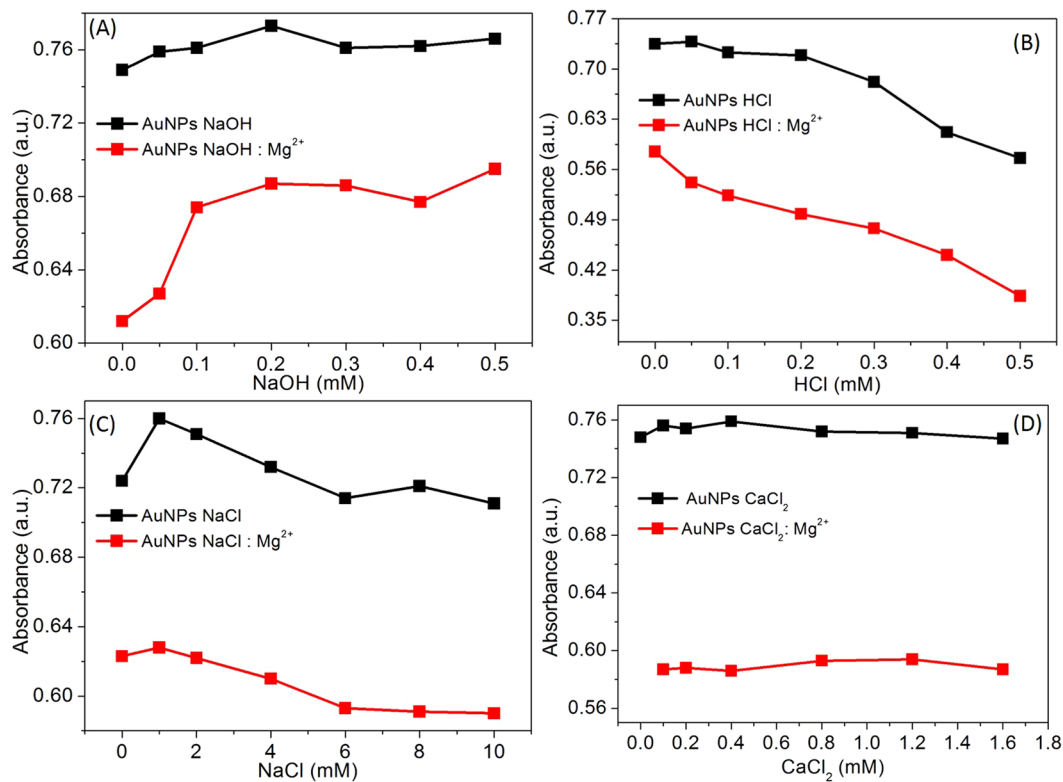 (A)
Absorbance (a.u.)
0.76
0.72
0.68
0.64
0.60
AuNPs NaOH
AuNPs NaOH : Mg²⁺
0.0 0.1 0.2 0.3 0.4 0.5
NaOH (mM)
(B)
Absorbance (a.u.)
0.77
0.70
0.63
0.56
0.49
0.42
0.35
AuNPs HCl
AuNPs HCl : Mg²⁺
0.0 0.1 0.2 0.3 0.4 0.5
HCl (mM)
(C)
Absorbance (a.u.)
0.76
0.72
0.68
0.64
0.60
AuNPs NaCl
AuNPs NaCl : Mg²⁺
0 2 4 6 8 10
NaCl (mM)
(D)
Absorbance (a.u.)
0.76
0.72
0.68
0.64
0.60
0.56
AuNPs CaCl₂
AuNPs CaCl₂: Mg²⁺
0.0 0.2 0.4 0.6 0.8 1.0 1.2 1.4 1.6 1.8
CaCl₂ (mM)